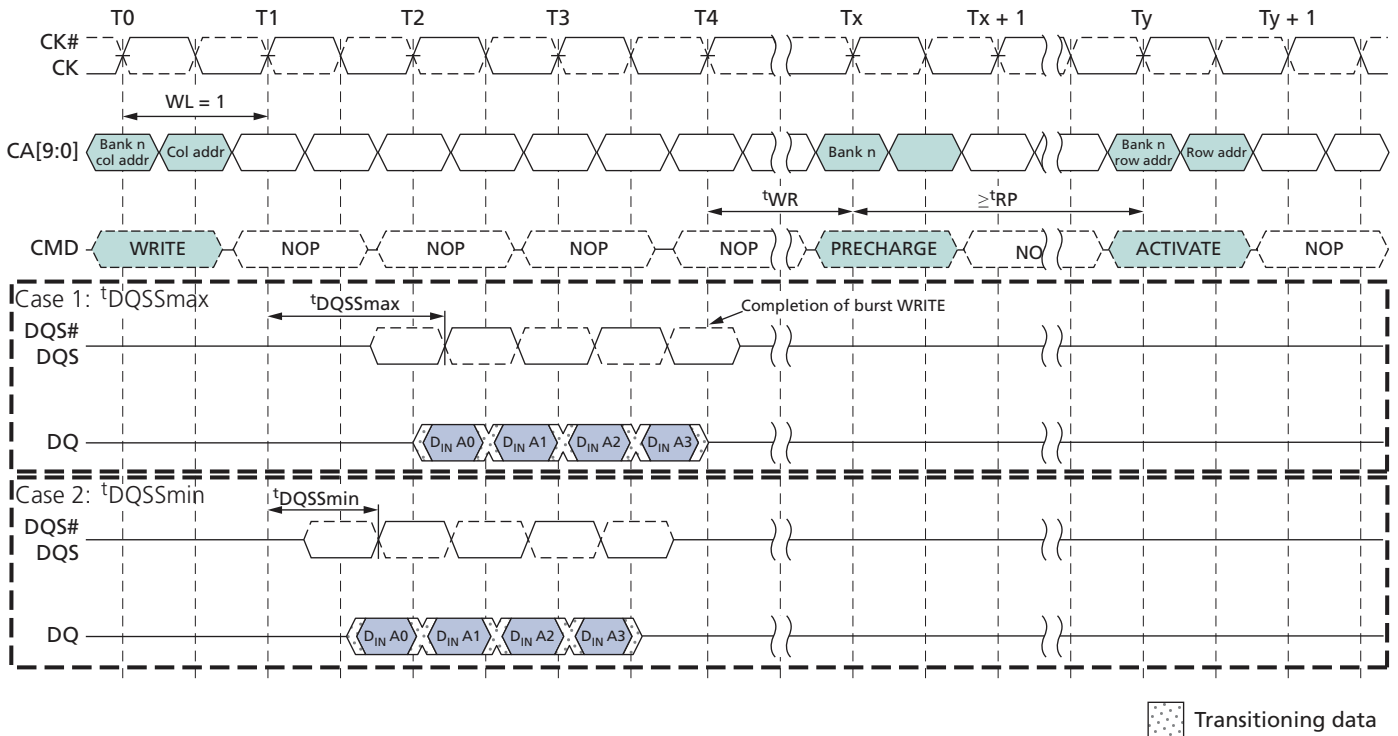 T0 T1 T2 T3 T4 Tx Tx + 1 Ty Ty + 1
CK#
CK
WL = 1
CA[9:0]
Bank n
col addr
Col addr
Bank n
Bank n
row addr
Row addr
tWR
≥tRP
CMD WRITE NOP NOP NOP NOP PRECHARGE NO ACTIVATE NOP
Case 1: tDQSSmax
tDQSSmax
Completion of burst WRITE
DQS#
DQS
DQ DIN A0 DIN A1 DIN A2 DIN A3
Case 2: tDQSSmin
tDQSSmin
DQS#
DQS
DQ DIN A0 DIN A1 DIN A2 DIN A3
Transitioning data